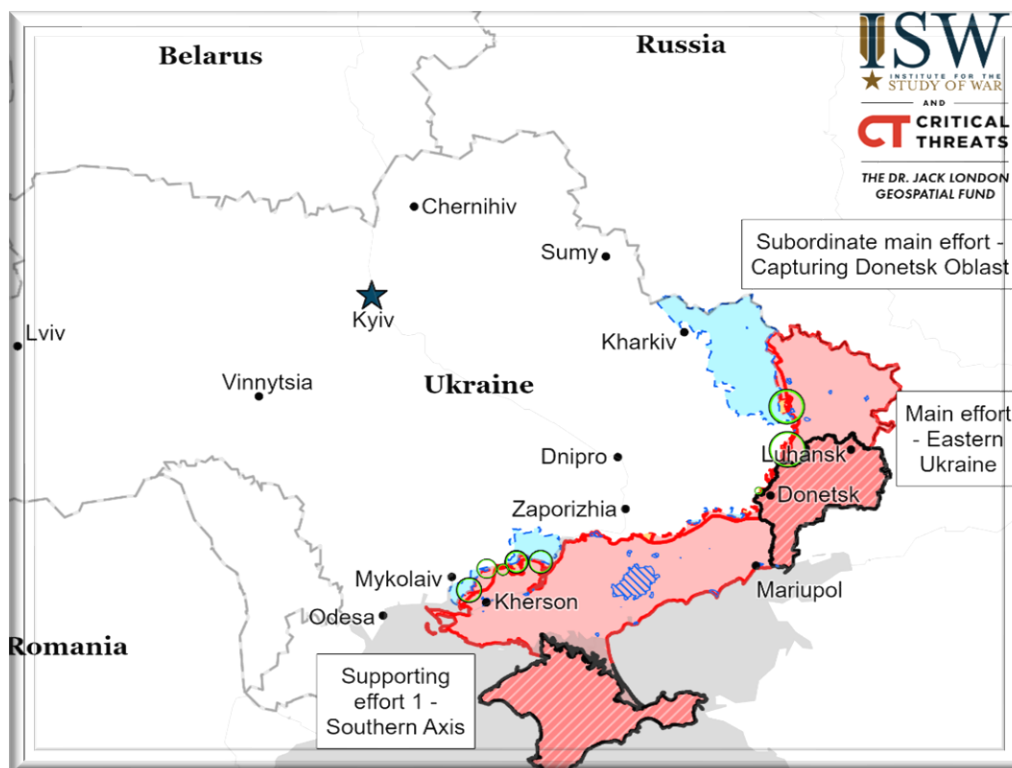 Belarus
Russia
ISW
INSTITUTE FOR THE
STUDY OF WAR
AND
CT CRITICAL
THREATS
THE DR. JACK LONDON
GEOSPATIAL FUND
Chernihiv
Sumy
Subordinate main effort -
Capturing Donetsk Oblast
Kyiv
Lviv
Kharkiv
Vinnytsia
Ukraine
Main effort
- Eastern
Ukraine
Dnipro
Luhansk
Donetsk
Zaporizhia
Mykolaiv
Kherson
Mariupol
Odesa
Romania
Supporting
effort 1 -
Southern Axis